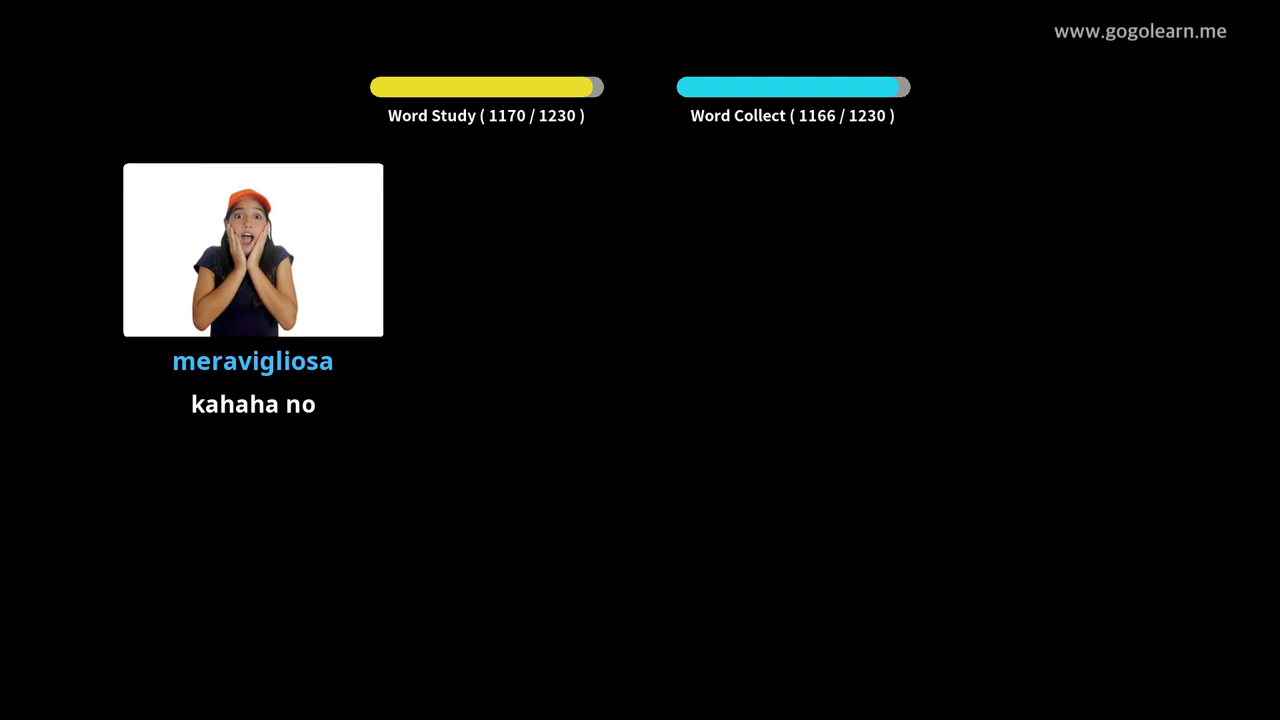 www.gogolearn.me
Word Study ( 1170 / 1230 )
Word Collect ( 1166 / 1230 )
meravigliosa
kahaha no